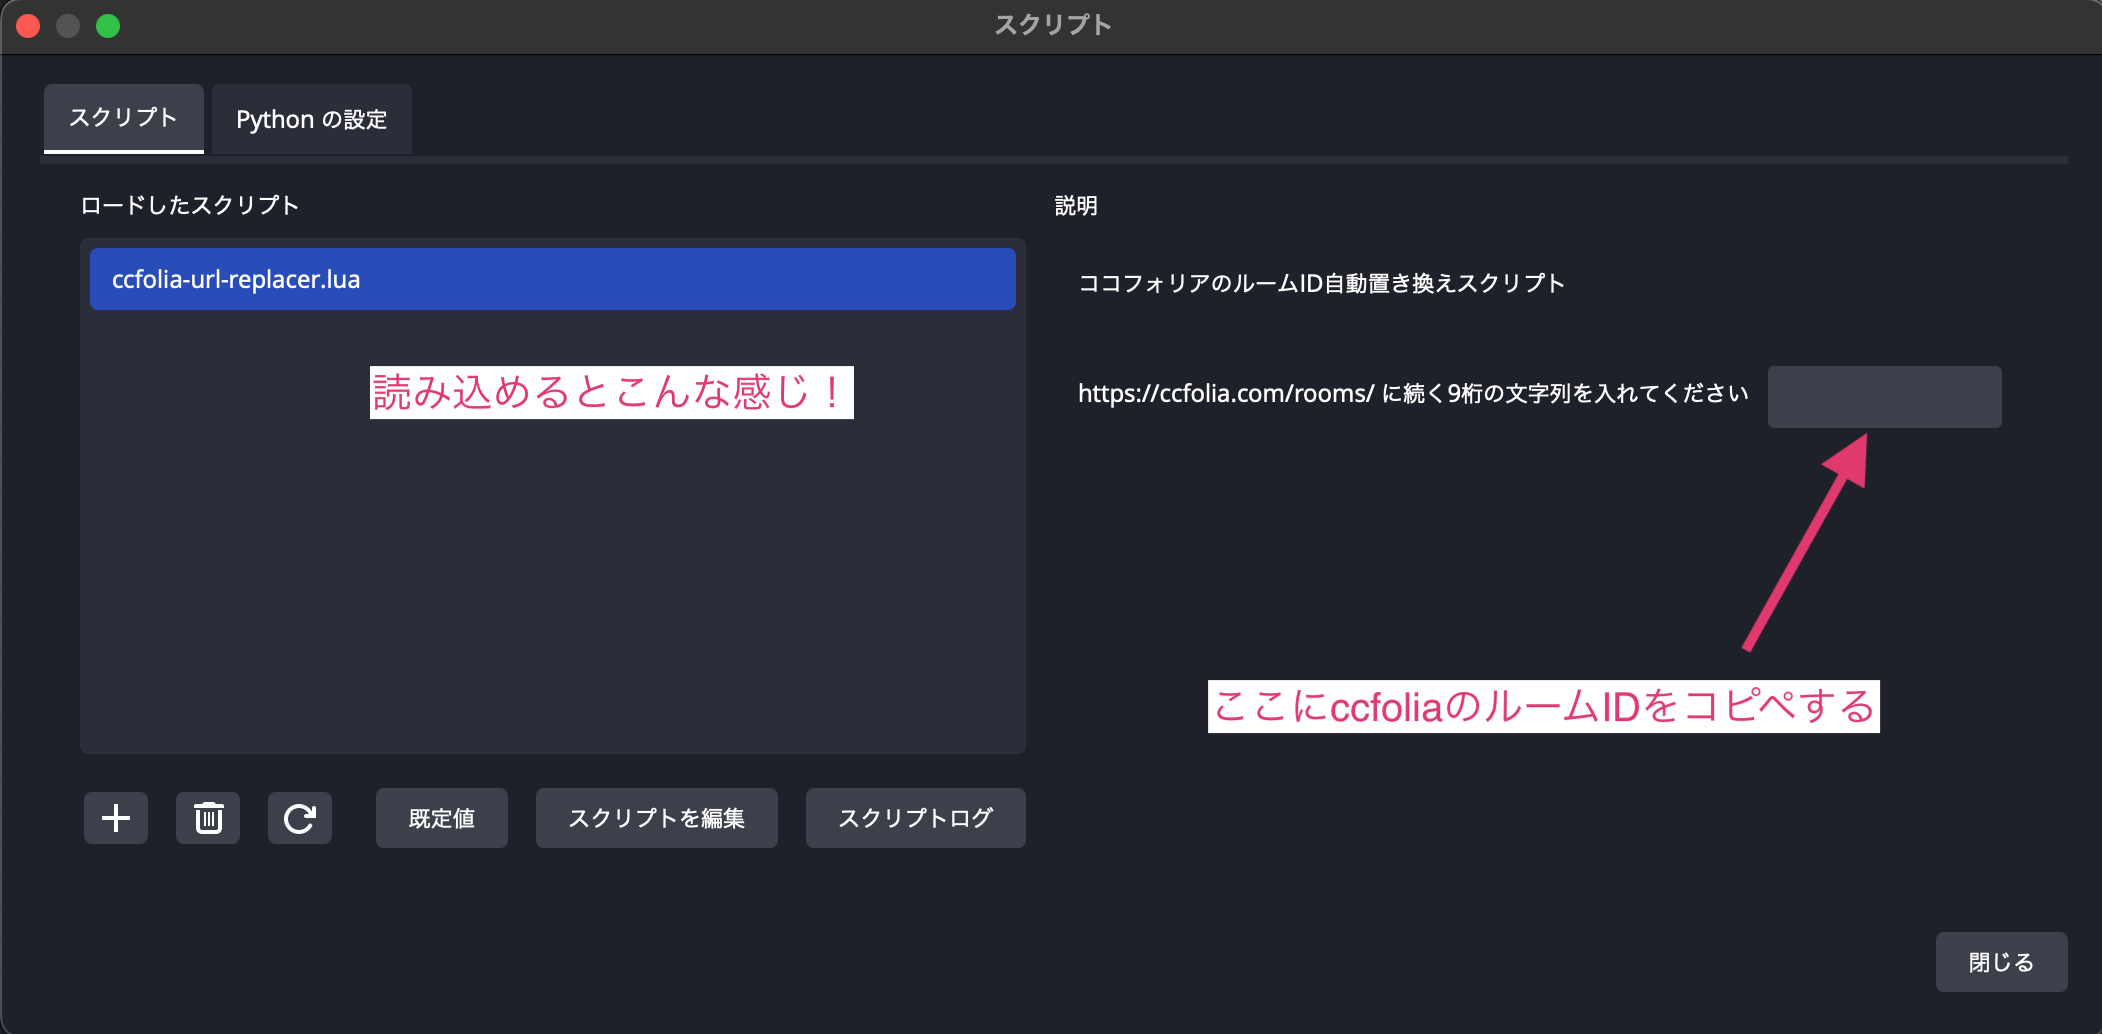 スクリプト
スクリプト
Python の設定
ロードしたスクリプト
説明
ccfolia-url-replacer.lua
ココフォリアのルームID自動置き換えスクリプト
読み込めるとこんな感じ！
https://ccfolia.com/rooms/ に続く9桁の文字列を入れてください
ここにccfoliaのルームIDをコピペする
既定値
スクリプトを編集
スクリプトログ
閉じる